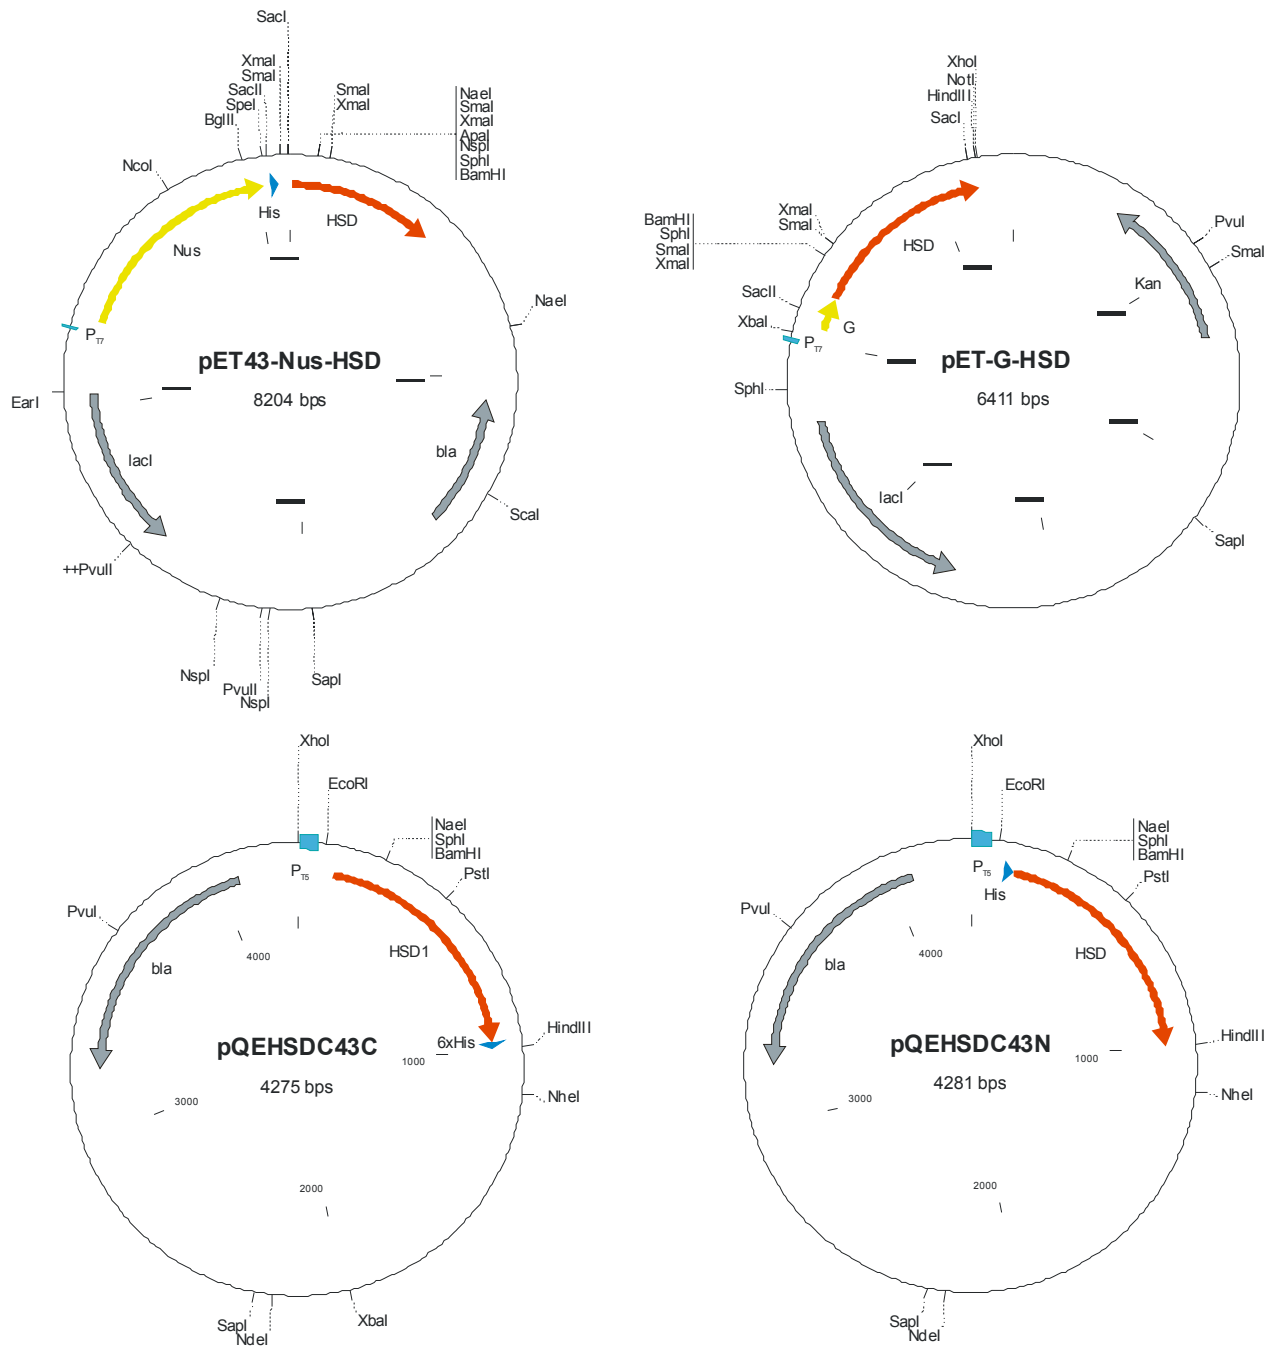 SacI
XmaI
SmaI
SacII
SpeI
BglII
NcoI
SmaI
XmaI
NaeI
SmaI
XmaI
ApaI
NspI
SphI
BamHI
His
HSD
Nus
NaeI
PT7
pET43-Nus-HSD
8204 bps
EarI
lacI
bla
ScaI
++PvuII
NspI
PvuII
NspI
SapI
XhoI
NotI
HindIII
SacI
XmaI
SmaI
BamHI
SphI
SmaI
XmaI
HSD
PvuI
SmaI
Kan
SacII
XbaI
G
PT7
pET-G-HSD
6411 bps
SphI
lacI
SapI
XhoI
EcoRI
NaeI
SphI
BamHI
PstI
PT5
PvuI
bla
4000
HSD1
pQEHSDC43C
4275 bps
6xHis
1000
HindIII
NheI
3000
2000
SapI
NdeI
XbaI
XhoI
EcoRI
NaeI
SphI
BamHI
PstI
PT5
His
PvuI
bla
4000
HSD
pQEHSDC43N
4281 bps
1000
HindIII
NheI
3000
2000
SapI
NdeI